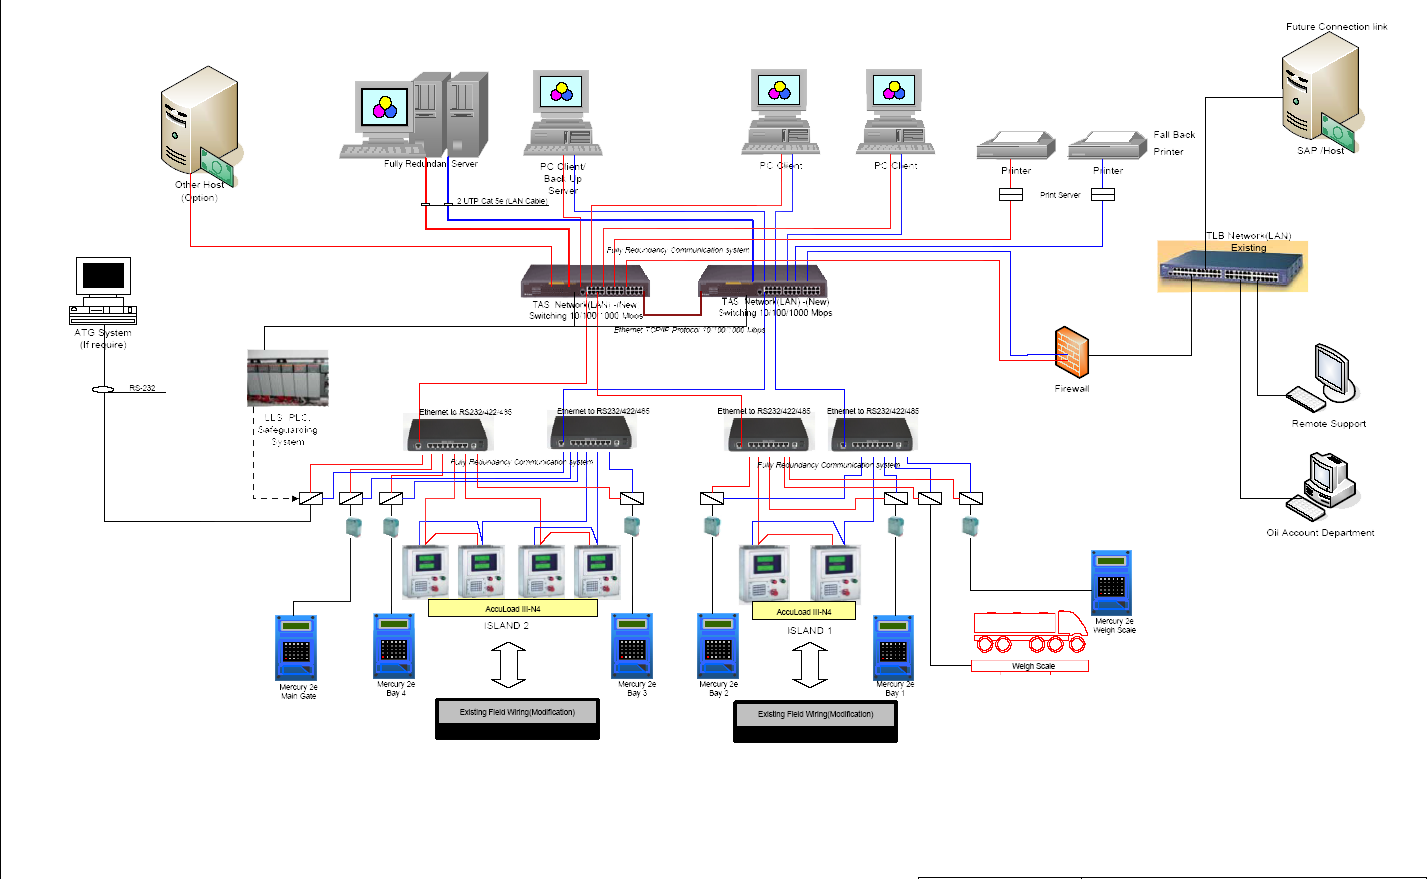 Future Connection link
Fall Back
Printer
SAP /Host
Fully Redundant Server
PC Client/
Back Up
Server
PC Client
PC Client
Printer
Printer
Other Host
(Option)
Print Server
2 UTP Cat 5e (LAN Cable)
TLB Network(LAN)
Existing
Fully Redundancy Communication system
TAS Network(LAN) -(New)
Switching 10/100/1000 Mbps
TAS Network(LAN) -(New)
Switching 10/100/1000 Mbps
Ethernet TCP/IP Protocol 10/100/1000 Mbps
ATG System
(If require)
RS-232
Firewall
Safeguarding
System
Remote Support
Ethernet to RS232/422/485
Ethernet to RS232/422/485
Ethernet to RS232/422/485
Ethernet to RS232/422/485
Fully Redundancy Communication system
Fully Redundancy Communication system
Oil Account Department
AccuLoad III-N4
ISLAND 2
AccuLoad III-N4
ISLAND 1
Mercury 2e
Weigh Scale
Weigh Scale
Mercury 2e
Main Gate
Mercury 2e
Bay 4
Mercury 2e
Bay 3
Mercury 2e
Bay 2
Mercury 2e
Bay 1
Existing Field Wiring(Modification)
Existing Field Wiring(Modification)